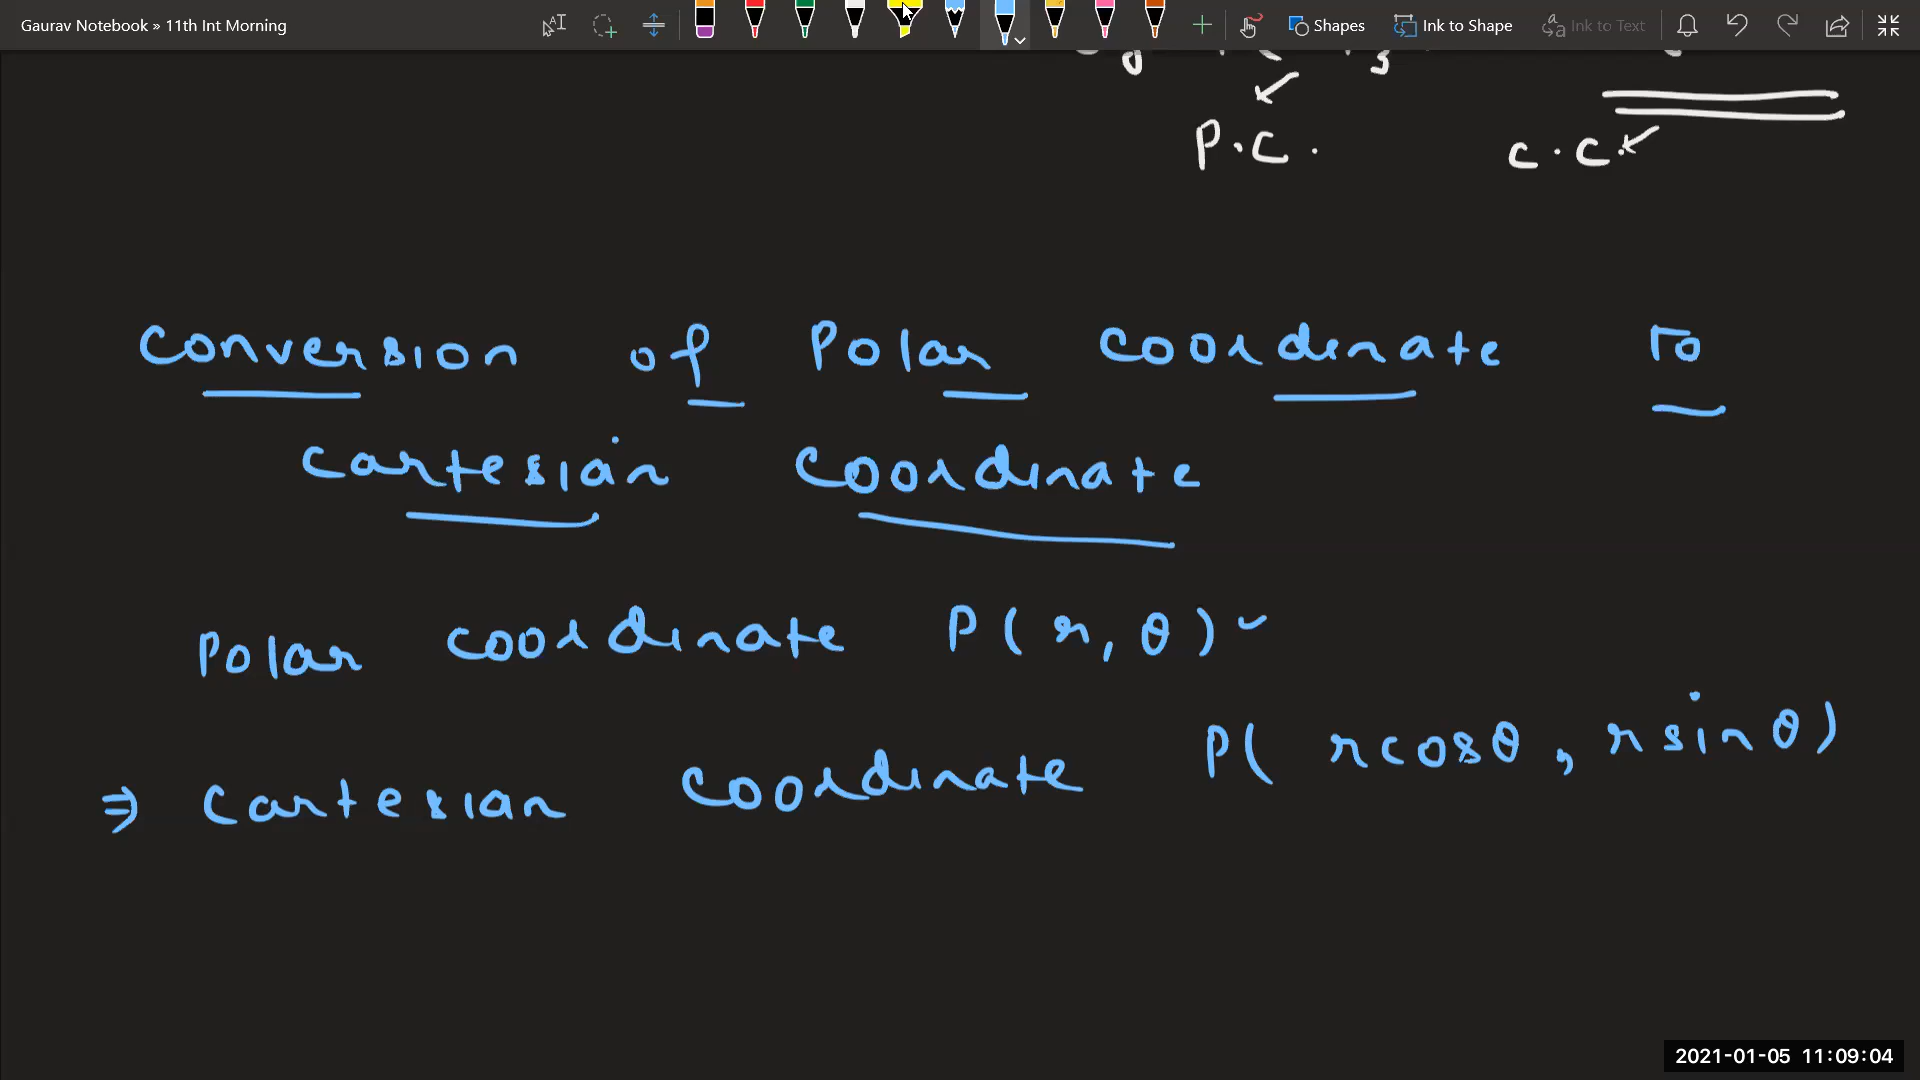 Gaurav Notebook » 11th Int Morning
Shapes
Ink to Shape
Ink to Text
P.C.
C.C.
Conversion of Polar Coordinate To
Cartesian Coordinate
Polar coordinate P(r, θ)
⇒ Cartesian Coordinate P(rcosθ, rsinθ)
2021-01-05 11:09:04